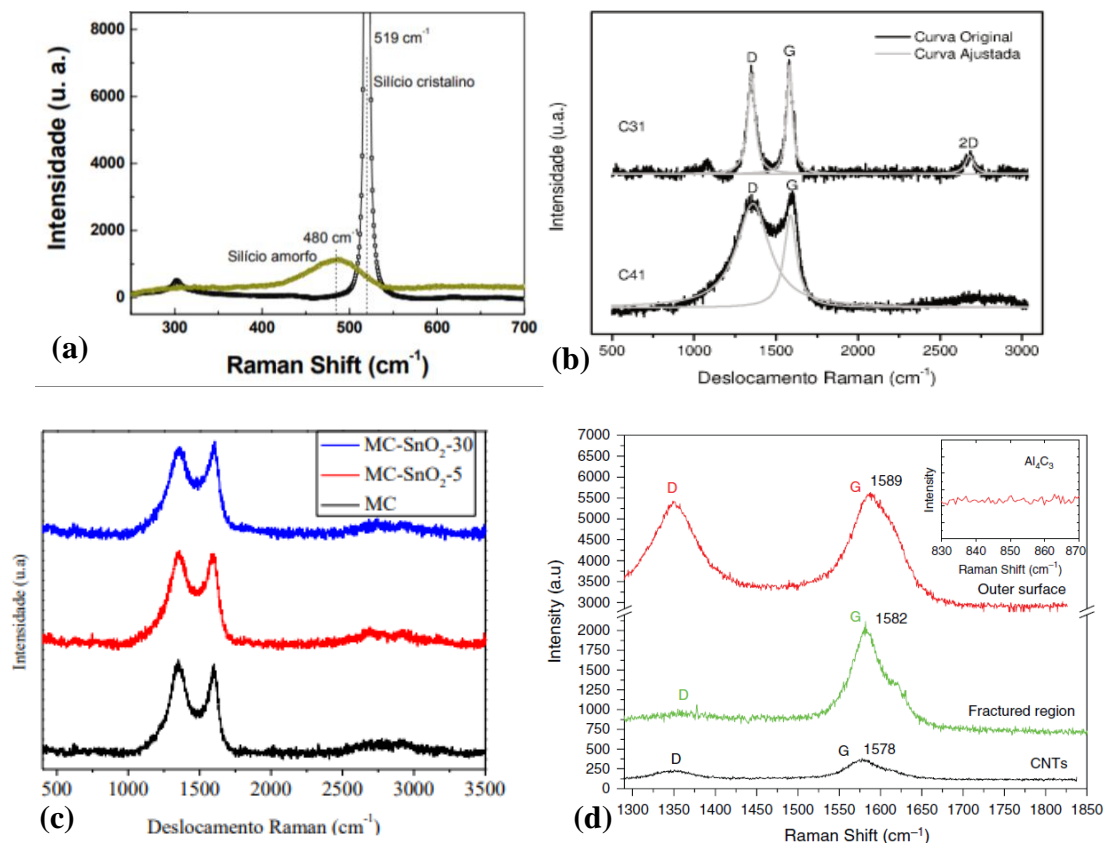 8000
6000
4000
2000
0
Intensidade (u. a.)
519 cm⁻¹
Silício cristalino
480 cm⁻¹
Silício amorfo
300 400 500 600 700
Raman Shift (cm⁻¹)
(a)
Curva Original
Curva Ajustada
Intensidade (u.a.)
C31
D
G
2D
C41
D
G
500 1000 1500 2000 2500 3000
Deslocamento Raman (cm⁻¹)
(b)
MC-SnO₂-30
MC-SnO₂-5
MC
Intensidade (u.a)
500 1000 1500 2000 2500 3000 3500
Deslocamento Raman (cm⁻¹)
(c)
7000
6500
6000
5500
5000
4500
4000
3500
3000
2000
1750
1500
1250
1000
750
500
250
0
Intensity (a.u)
D
G 1589
Outer surface
Al₄C₃
Intensity
830 840 850 860 870
Raman Shift (cm⁻¹)
D
G 1582
Fractured region
D
G 1578
CNTs
1300 1350 1400 1450 1500 1550 1600 1650 1700 1750 1800 1850
Raman Shift (cm⁻¹)
(d)